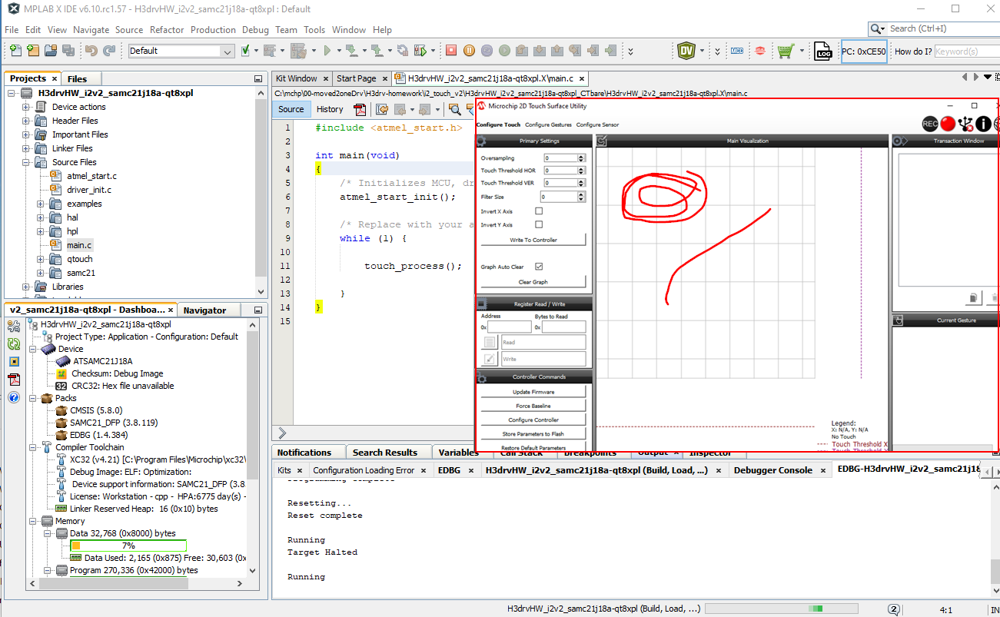 MPLAB X IDE v6.10.rc1.57 - H3drvHW_i2v2_samc21j18a-qt8xpl : Default
File Edit View Navigate Source Refactor Production Debug Team Tools Window Help
Search (Ctrl+I)
Default
DV
LOG
PC: 0xCE50
How do I?
Keyword(s)
Projects × Files
H3drvHW_i2v2_samc21j18a-qt8xpl
Device actions
Header Files
Important Files
Linker Files
Source Files
atmel_start.c
driver_init.c
examples
hal
hpl
main.c
qtouch
samc21
Libraries
v2_samc21j18a-qt8xpl - Dashboa... × Navigator
H3drvHW_i2v2_samc21j18a-qt8xpl
Project Type: Application - Configuration: Default
Device
ATSAMC21J18A
Checksum: Debug Image
CRC32: Hex file unavailable
Packs
CMSIS (5.8.0)
SAMC21_DFP (3.8.119)
EDBG (1.4.384)
Compiler Toolchain
XC32 (v4.21) [C:\Program Files\Microchip\xc32\
Debug Image: ELF: Optimization:
Device support information: SAMC21_DFP (3.8
License: Workstation - cpp - HPA:6775 day(s) -
Linker Reserved Heap: 16 (0x10) bytes
Memory
Data 32,768 (0x8000) bytes
7%
Data Used: 2,165 (0x875) Free: 30,603 (0x
Program 270,336 (0x42000) bytes
Kit Window × Start Page × H3drvHW_i2v2_samc21j18a-qt8xpl.X\main.c ×
C:\mchp\00-moved2oneDrv\H3drv-homework\i2_touch_v2\H3drvHW_i2v2_samc21j18a-qt8xpl_CTbare\H3drvHW_i2v2_samc21j18a-qt8xpl.X\main.c
Source History
1 #include <atmel_start.h>
2
3 int main(void)
4 {
5 /* Initializes MCU, dr
6 atmel_start_init();
7
8 /* Replace with your a
9 while (1) {
10
11 touch_process();
12
13 }
14 }
15
Microchip 2D Touch Surface Utility
Configure Touch Configure Gestures Configure Sensor
REC
Primary Settings
Oversampling 0
Touch Threshold HOR 0
Touch Threshold VER 0
Filter Size 0
Invert X Axis
Invert Y Axis
Write To Controller
Graph Auto Clear
Clear Graph
Register Read / Write
Address Bytes to Read
0x 0x
Read
Write
Controller Commands
Update Firmware
Force Baseline
Configure Controller
Store Parameters to Flash
Restore Default Parameters
Main Visualization
Legend:
X: N/A, Y: N/A
No Touch
Touch Threshold X
Transaction Window
Current Gesture
Notifications Search Results Variables Call Stack Breakpoints Output × Inspector
Kits × Configuration Loading Error × EDBG × H3drvHW_i2v2_samc21j18a-qt8xpl (Build, Load, ...) × Debugger Console × EDBG-H3drvHW_i2v2_samc21j18
Programming complete
Resetting...
Reset complete
Running
Target Halted
Running
H3drvHW_i2v2_samc21j18a-qt8xpl (Build, Load, ...)
2
4:1
IN